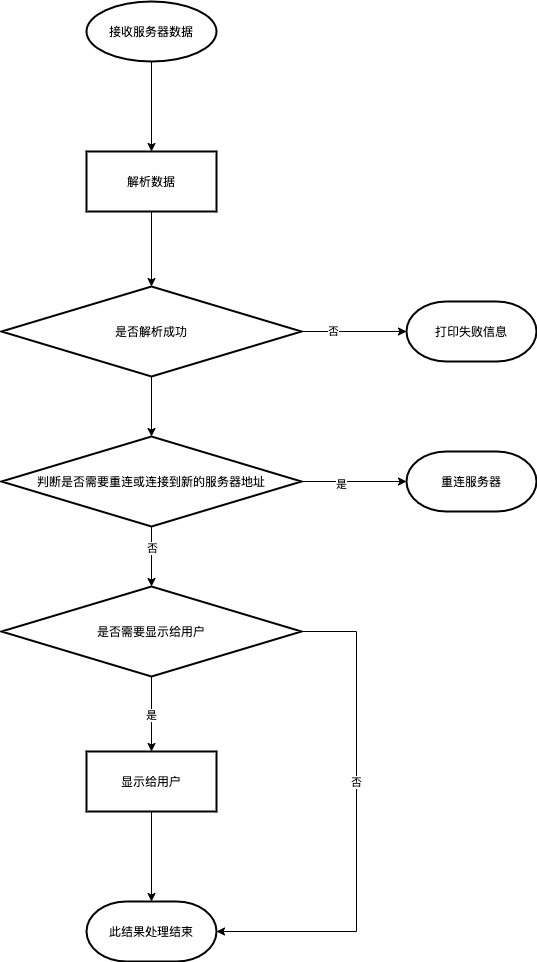 接收服务器数据
解析数据
是否解析成功
否
打印失败信息
判断是否需要重连或连接到新的服务器地址
是
重连服务器
否
是否需要显示给用户
是
显示给用户
否
此结果处理结束